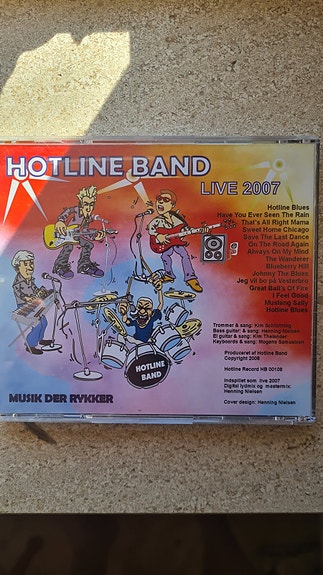 HOTLINE BAND
LIVE 2007
Hotline Blues
Have You Ever Seen The Rain
That's All Right Mama
Sweet Home Chicago
Save The Last Dance
On The Road Again
Always On My Mind
The Wanderer
Blueberry Hill
Johnny The Blues
Jeg vil bo på Vesterbro
Great Ball's Of Fire
I Feel Good
Mustang Sally
Hotline Blues
Trommer & sang: Kim
Bass guitar & sang: Henning Nielsen
El guitar & sang: Kim Thelander
Keyboards & sang: Mogens Samuelsen
Produceret af Hotline Band
Copyright 2008
Hotline Record HB 00108
Indspillet som live 2007
Digital lydmix og mastermix:
Henning Nielsen
Cover design: Henning Nielsen
HOTLINE
BAND
MUSIK DER RYKKER